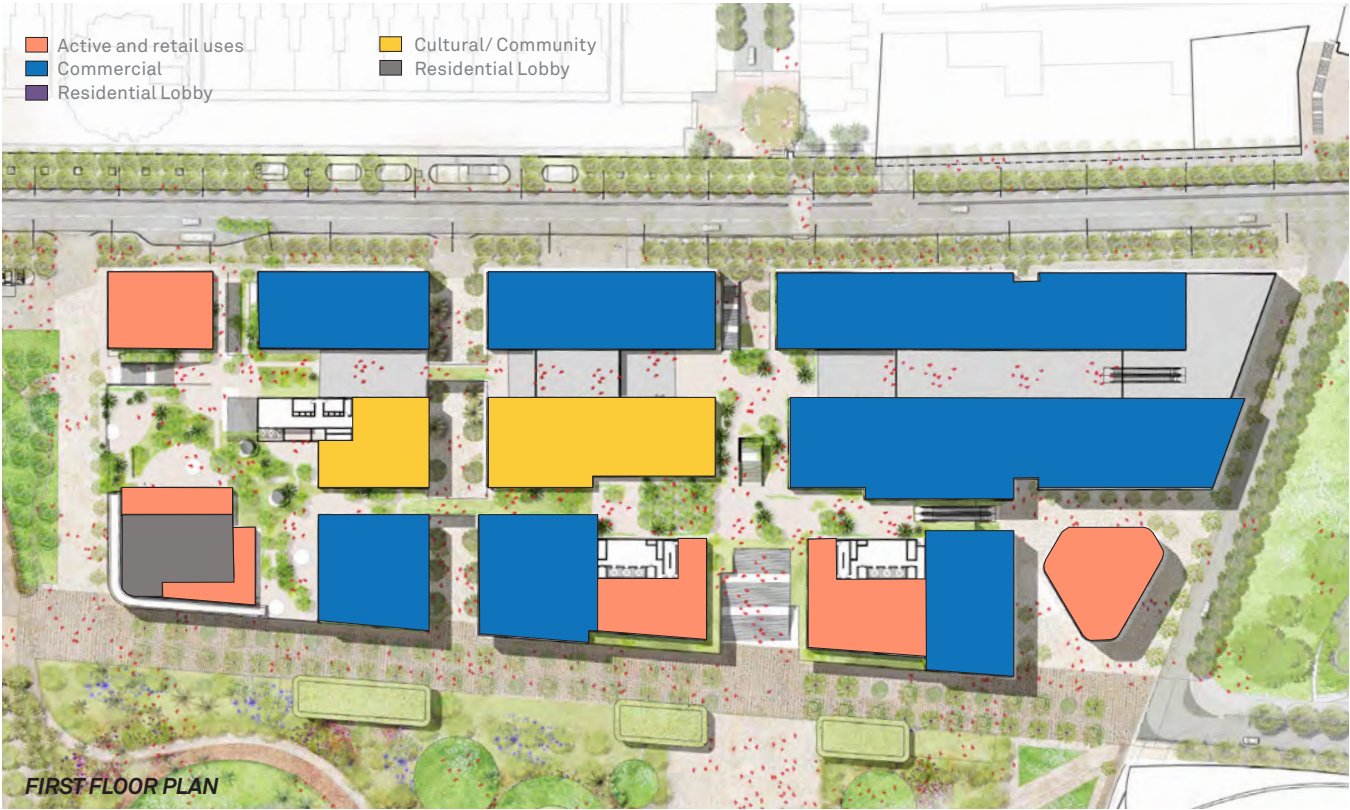 Active and retail uses
Commercial
Residential Lobby
Cultural/ Community
Residential Lobby
FIRST FLOOR PLAN